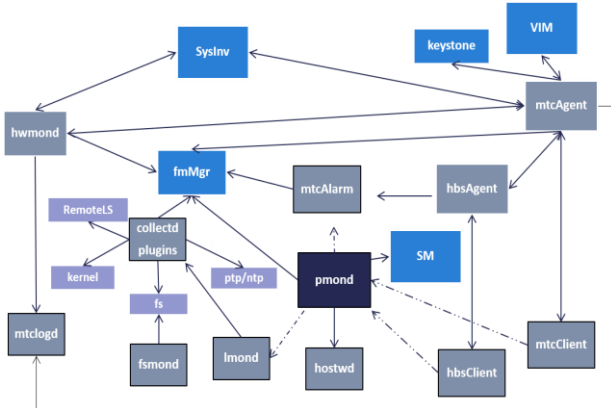 VIM
SysInv
keystone
mtcAgent
hwmond
fmMgr
mtcAlarm
hbsAgent
RemoteLS
collectd
plugins
SM
kernel
ptp/ntp
pmond
fs
mtclogd
mtcClient
lmond
fsmond
hostwd
hbsClient